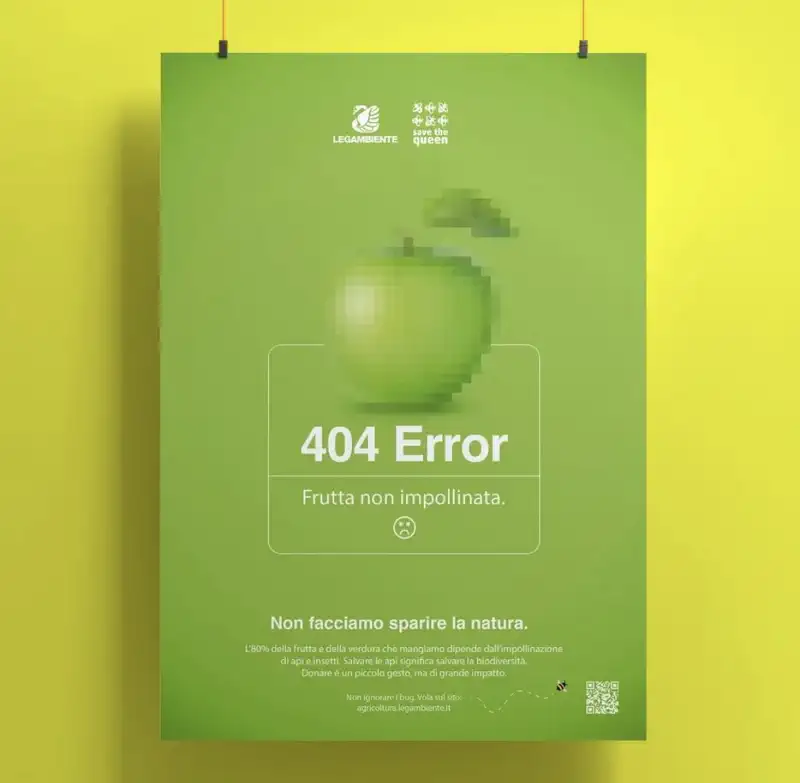 LEGAMBIENTE
save the
queen
404 Error
Frutta non impollinata.
Non facciamo sparire la natura.
L'80% della frutta e della verdura che mangiamo dipende dall'impollinazione
di api e insetti. Salvare le api significa salvare la biodiversità.
Donare è un piccolo gesto, ma di grande impatto.
Non ignorare i bug. Vola sul sito:
agricoltura.legambiente.it